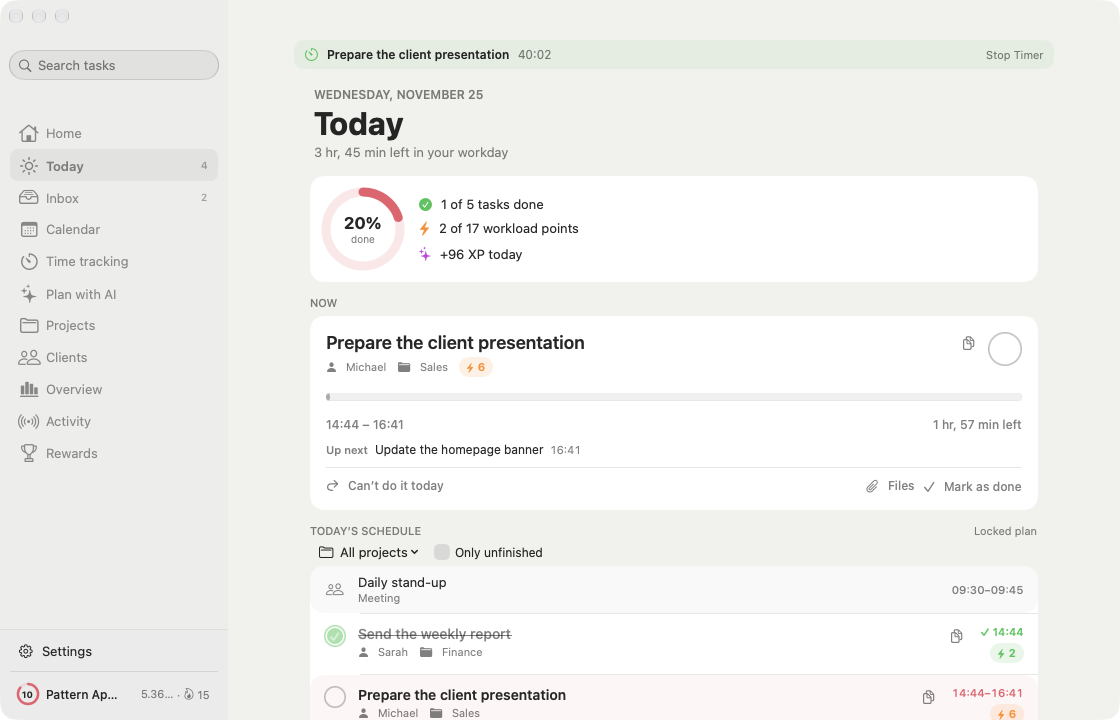 Search tasks
Home
Today 4
Inbox 2
Calendar
Time tracking
Plan with AI
Projects
Clients
Overview
Activity
Rewards
Settings
10 Pattern Ap... 5.36... · 15
Prepare the client presentation 40:02 Stop Timer
WEDNESDAY, NOVEMBER 25
Today
3 hr, 45 min left in your workday
20%
done
1 of 5 tasks done
2 of 17 workload points
+96 XP today
NOW
Prepare the client presentation
Michael Sales 6
14:44 – 16:41 1 hr, 57 min left
Up next Update the homepage banner 16:41
Can't do it today Files Mark as done
TODAY'S SCHEDULE Locked plan
All projects Only unfinished
Daily stand-up
Meeting
09:30–09:45
Send the weekly report 14:44
Sarah Finance 2
Prepare the client presentation 14:44–16:41
Michael Sales 6